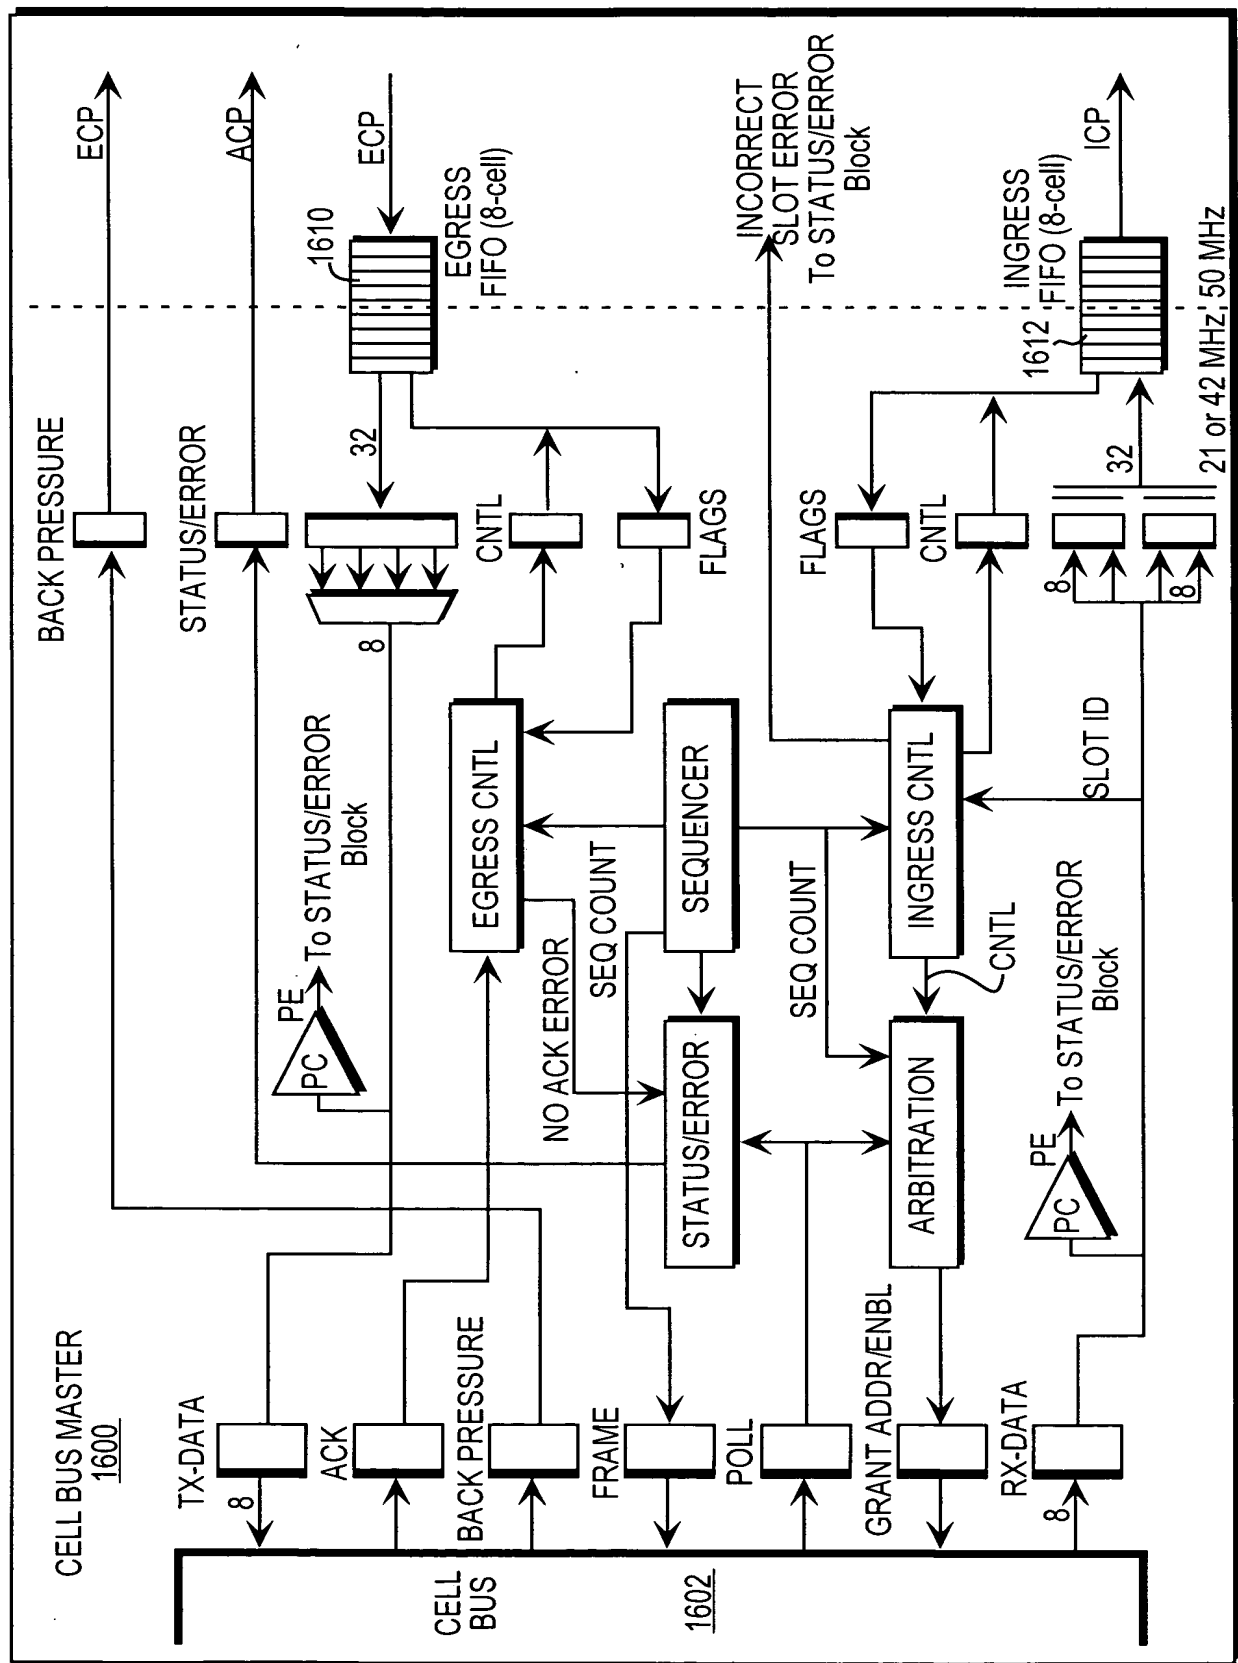 CELL BUS MASTER
1600
TX-DATA
8
ACK
BACK PRESSURE
CELL
BUS
1602
FRAME
POLL
GRANT ADDR/ENBL
RX-DATA
8
BACK PRESSURE
ECP
STATUS/ERROR
ACP
PC
PE
To STATUS/ERROR
Block
8
32
1610
ECP
EGRESS
FIFO (8-cell)
EGRESS CNTL
CNTL
FLAGS
NO ACK ERROR
SEQ COUNT
STATUS/ERROR
SEQUENCER
INCORRECT
SLOT ERROR
To STATUS/ERROR
Block
SEQ COUNT
FLAGS
CNTL
ARBITRATION
CNTL
INGRESS CNTL
1612
INGRESS
FIFO (8-cell)
ICP
PC
PE
To STATUS/ERROR
Block
SLOT ID
8
8
32
21 or 42 MHz
50 MHz